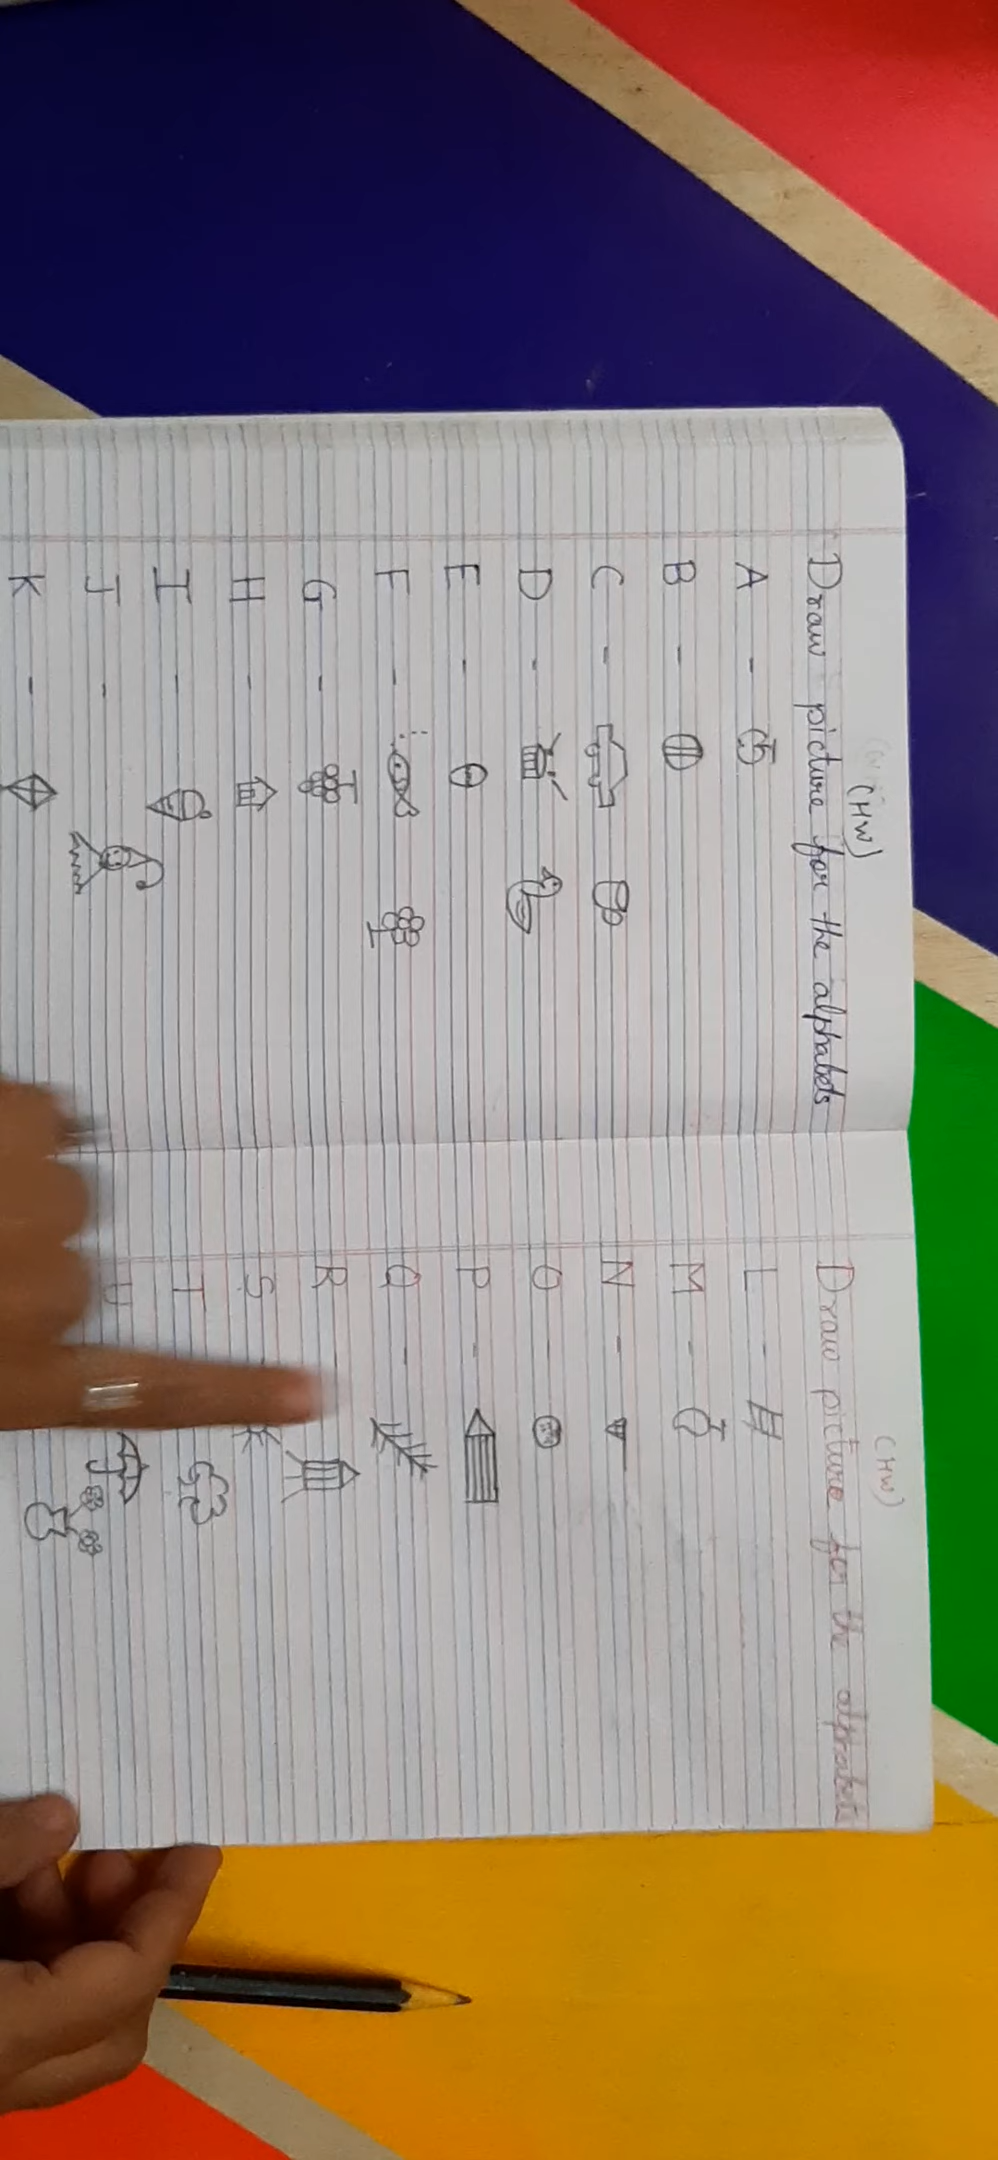 (HW)
Draw picture for the alphabets
A -
B -
C -
D -
E -
F -
G -
H -
I -
J -
K -
(HW)
Draw picture for the alphabets
L -
M -
N -
O -
P -
Q -
R
S -
T
U